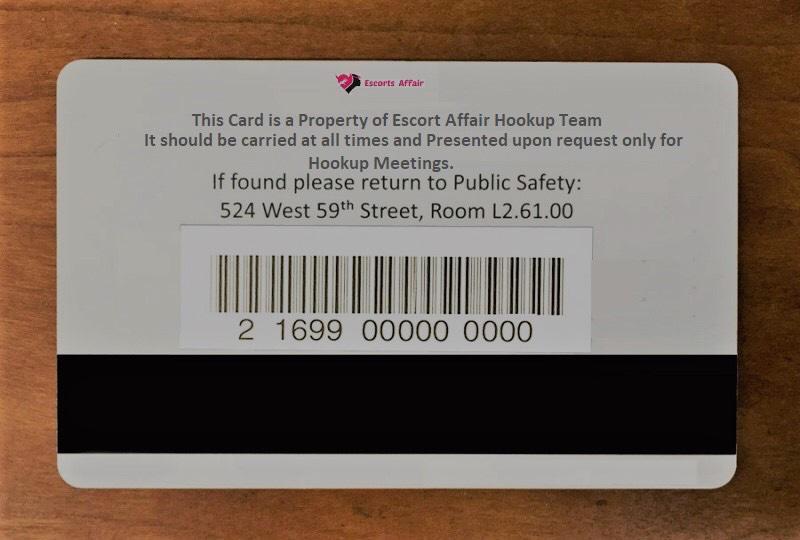 Escorts Affair
This Card is a Property of Escort Affair Hookup Team
It should be carried at all times and Presented upon request only for
Hookup Meetings.
If found please return to Public Safety:
524 West 59th Street, Room L2.61.00
2 1699 00000 0000